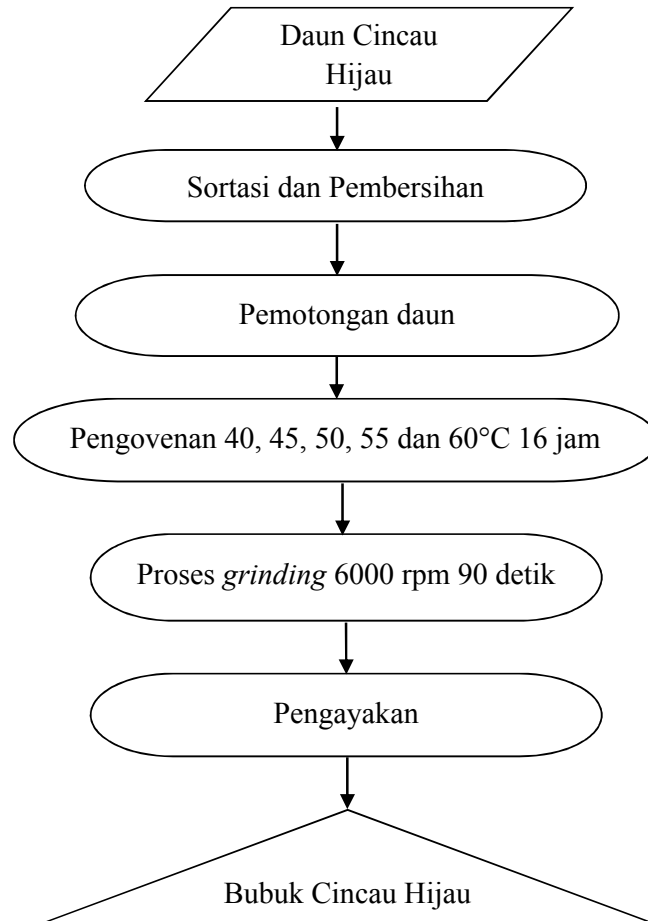 Daun Cincau
Hijau
Sortasi dan Pembersihan
Pemotongan daun
Pengovenan 40, 45, 50, 55 dan 60°C 16 jam
Proses grinding 6000 rpm 90 detik
Pengayakan
Bubuk Cincau Hijau